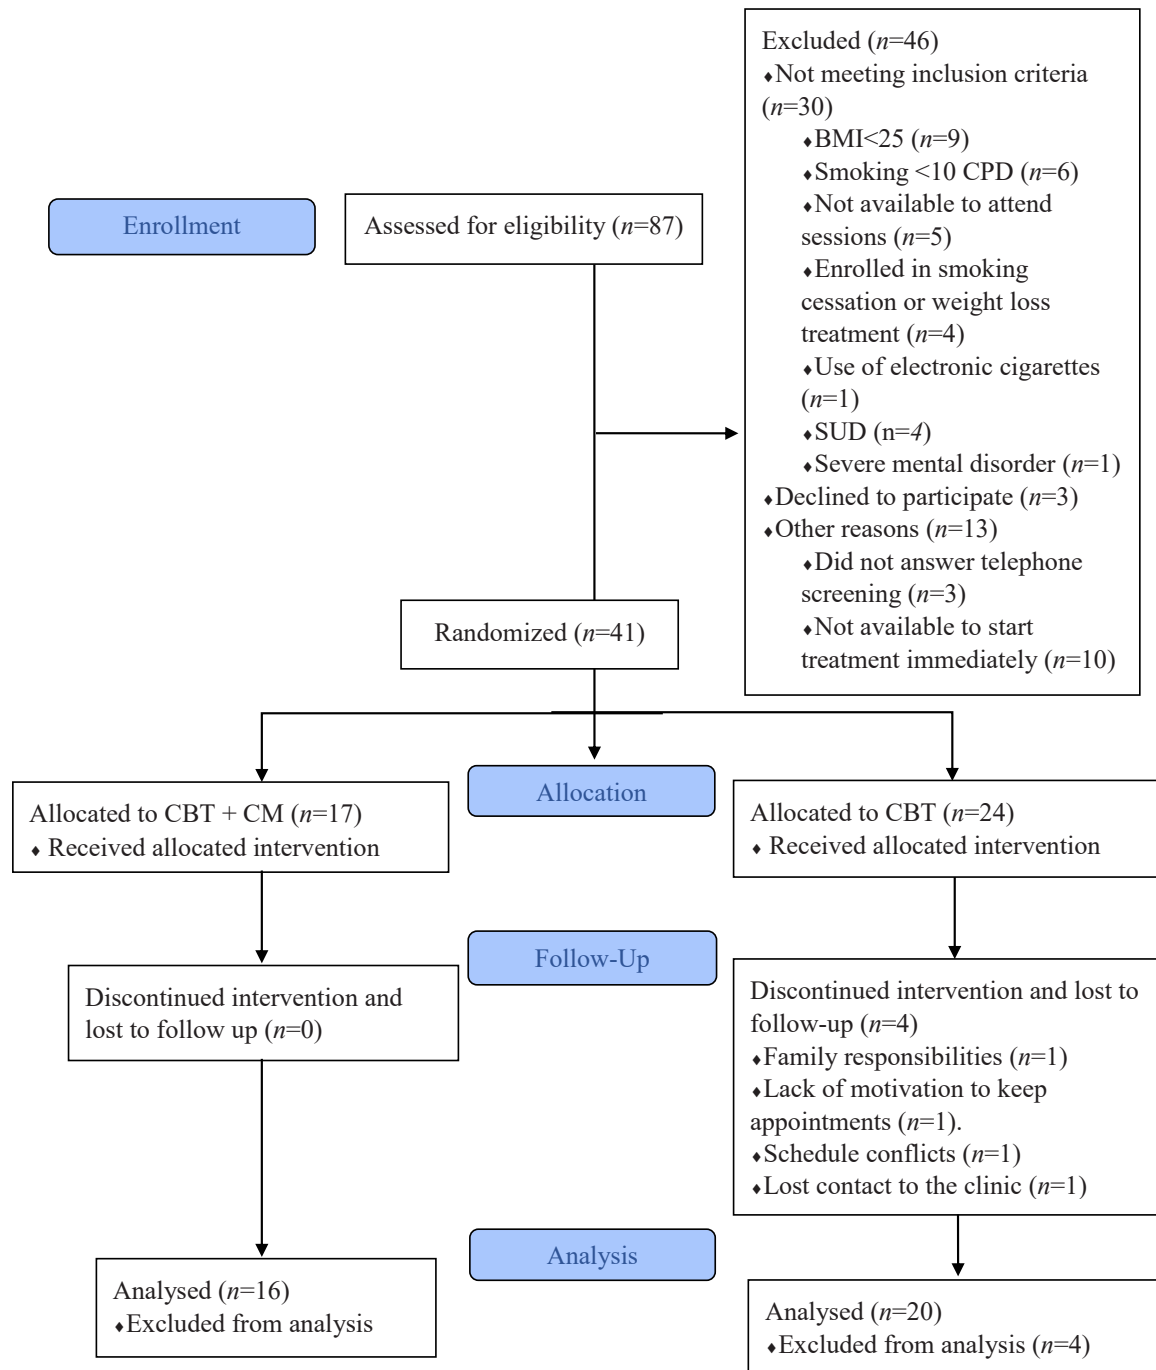 Excluded (n=46)
♦Not meeting inclusion criteria
(n=30)
♦BMI<25 (n=9)
♦Smoking <10 CPD (n=6)
♦Not available to attend
sessions (n=5)
♦Enrolled in smoking
cessation or weight loss
treatment (n=4)
♦Use of electronic cigarettes
(n=1)
♦SUD (n=4)
♦Severe mental disorder (n=1)
♦Declined to participate (n=3)
♦Other reasons (n=13)
♦Did not answer telephone
screening (n=3)
♦Not available to start
treatment immediately (n=10)
Enrollment
Assessed for eligibility (n=87)
Randomized (n=41)
Allocation
Allocated to CBT + CM (n=17)
♦ Received allocated intervention
Allocated to CBT (n=24)
♦ Received allocated intervention
Follow-Up
Discontinued intervention and
lost to follow up (n=0)
Discontinued intervention and lost to
follow-up (n=4)
♦Family responsibilities (n=1)
♦Lack of motivation to keep
appointments (n=1).
♦Schedule conflicts (n=1)
♦Lost contact to the clinic (n=1)
Analysis
Analysed (n=16)
♦Excluded from analysis
Analysed (n=20)
♦Excluded from analysis (n=4)